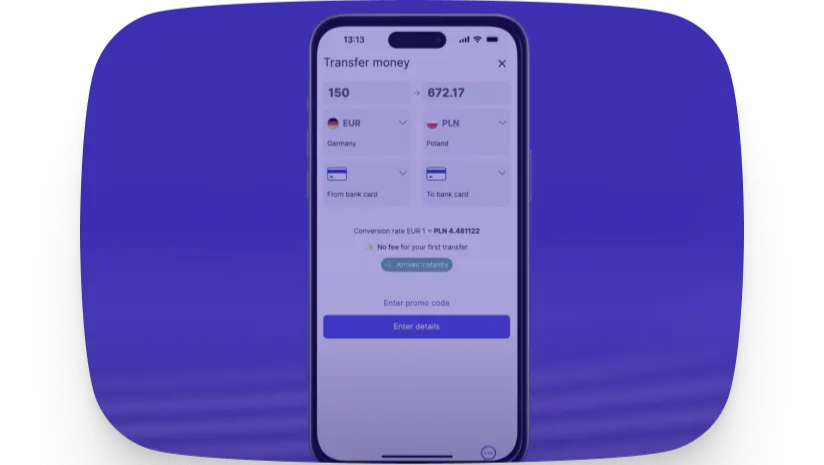 13:13
Transfer money
150 → 672.17
EUR PLN
Germany Poland
From bank card To bank card
Conversion rate EUR 1 = PLN 4.481122
No fee for your first transfer
Arrives instantly
Enter promo code
Enter details